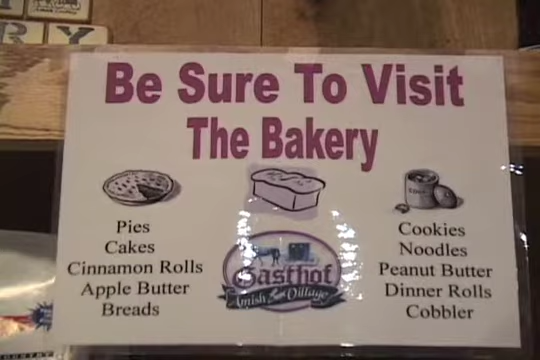 RY
Be Sure To Visit
The Bakery
Pies
Cakes
Cinnamon Rolls
Apple Butter
Breads
Gasthof
Amish Village
Cookies
Noodles
Peanut Butter
Dinner Rolls
Cobbler